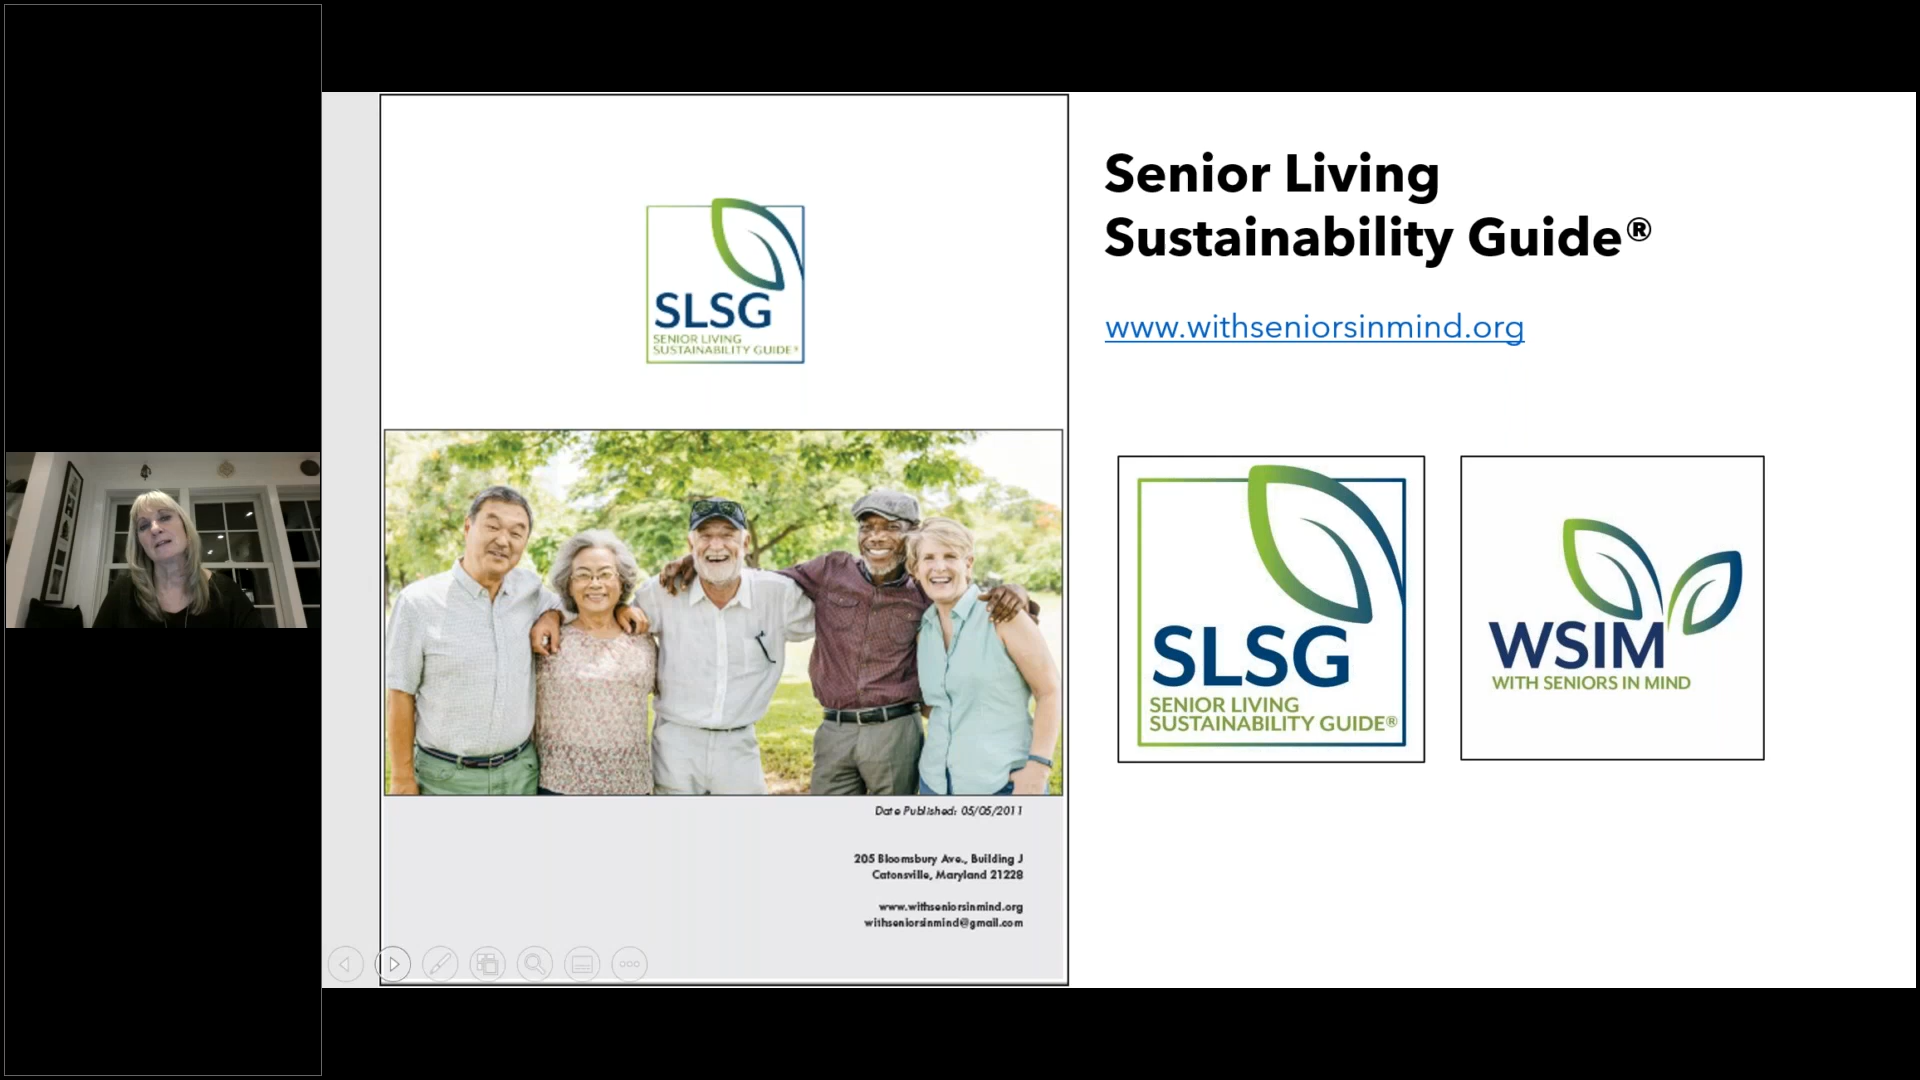 SLSG
SENIOR LIVING
SUSTAINABILITY GUIDE®
Date Published: 05/05/2011
205 Bloomsbury Ave., Building J
Catonsville, Maryland 21228
www.withseniorsinmind.org
withseniorsinmind@gmail.com
Senior Living
Sustainability Guide®
www.withseniorsinmind.org
SLSG
SENIOR LIVING
SUSTAINABILITY GUIDE®
WSIM
WITH SENIORS IN MIND